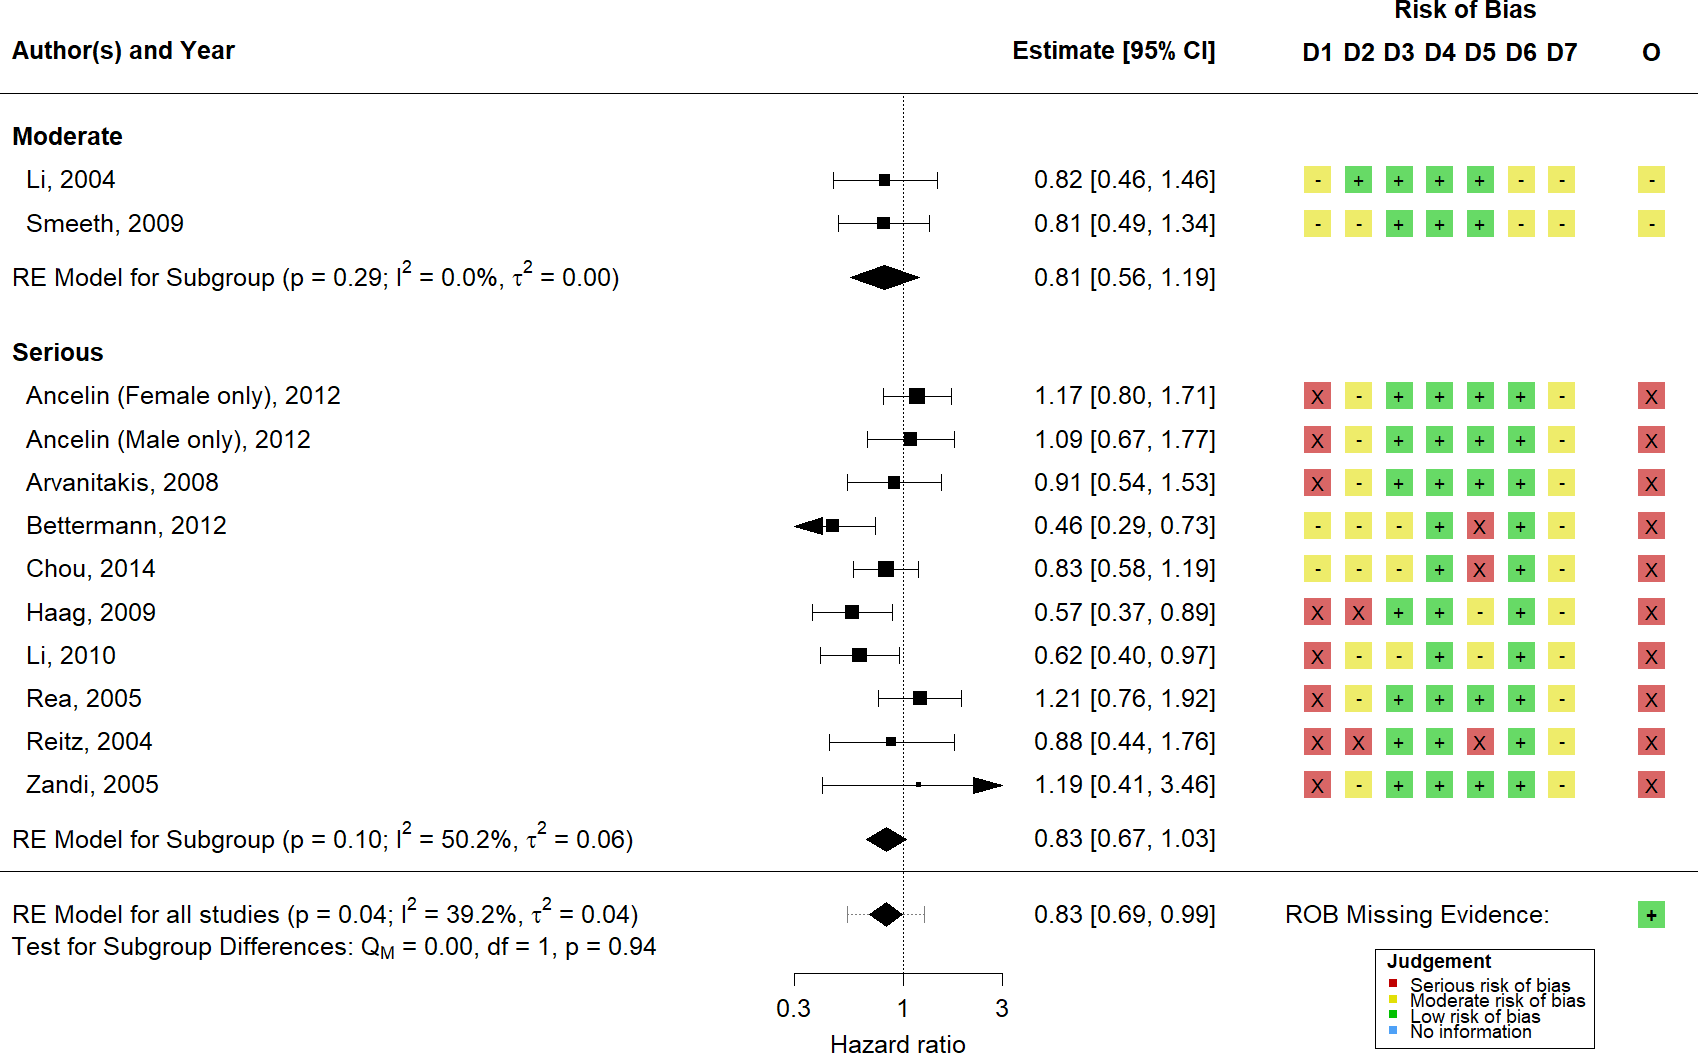 Risk of Bias
Author(s) and Year Estimate [95% CI] D1 D2 D3 D4 D5 D6 D7 O
Moderate
Li, 2004 0.82 [0.46, 1.46] - + + + + - - -
Smeeth, 2009 0.81 [0.49, 1.34] - - + + + - - -
RE Model for Subgroup (p = 0.29; I² = 0.0%, τ² = 0.00) 0.81 [0.56, 1.19]
Serious
Ancelin (Female only), 2012 1.17 [0.80, 1.71] X - + + + + - X
Ancelin (Male only), 2012 1.09 [0.67, 1.77] X - + + + + - X
Arvanitakis, 2008 0.91 [0.54, 1.53] X - + + + + - X
Bettermann, 2012 0.46 [0.29, 0.73] - - - + X + - X
Chou, 2014 0.83 [0.58, 1.19] - - - + X + - X
Haag, 2009 0.57 [0.37, 0.89] X X + + - + - X
Li, 2010 0.62 [0.40, 0.97] X - - + - + - X
Rea, 2005 1.21 [0.76, 1.92] X - + + + + - X
Reitz, 2004 0.88 [0.44, 1.76] X X + + X + - X
Zandi, 2005 1.19 [0.41, 3.46] X - + + + + - X
RE Model for Subgroup (p = 0.10; I² = 50.2%, τ² = 0.06) 0.83 [0.67, 1.03]
RE Model for all studies (p = 0.04; I² = 39.2%, τ² = 0.04) 0.83 [0.69, 0.99] ROB Missing Evidence: +
Test for Subgroup Differences: Q_M = 0.00, df = 1, p = 0.94
0.3 1 3
Hazard ratio
Judgement
Serious risk of bias
Moderate risk of bias
Low risk of bias
No information